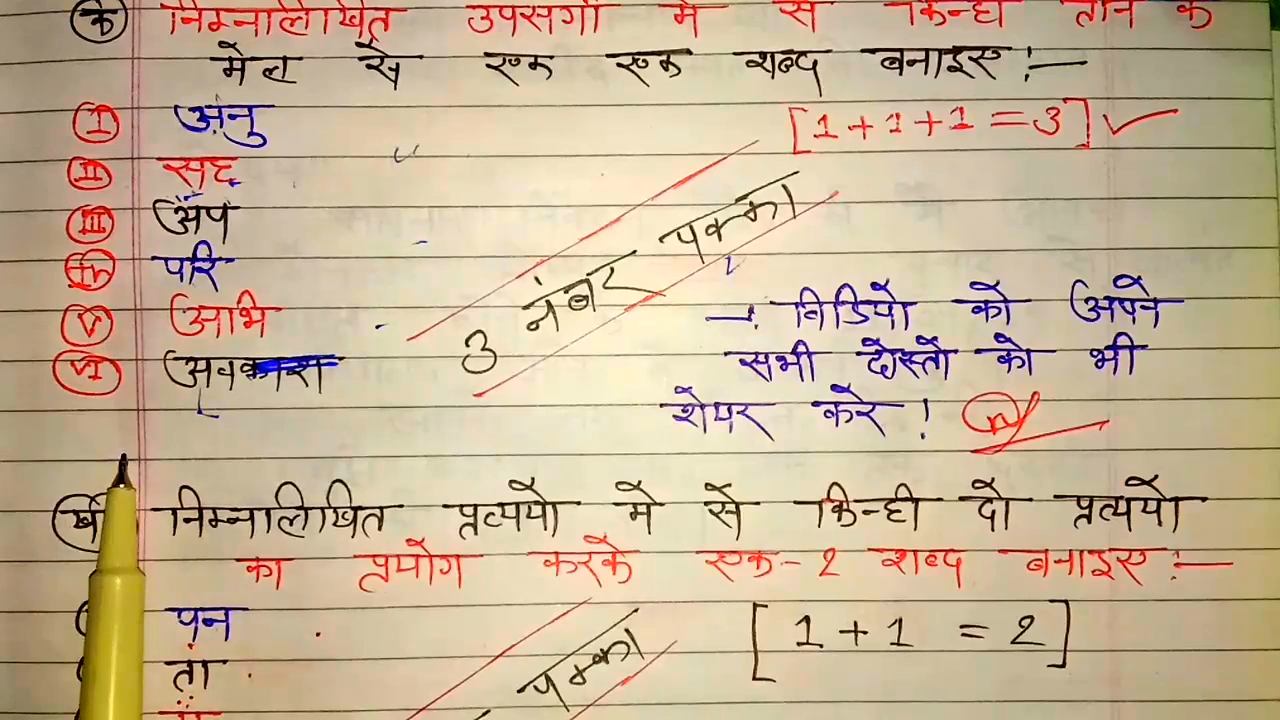 (क) निम्नलिखित उपसर्गो मे से किन्ही तीन के
मेल से एक एक शब्द बनाइए :—
(I) अनु
[1+1+1=3] ✓
(II) सह
(III) अप
(IV) परि
(V) अभि
(VI) अव
3 नंबर पक्का
→ विडियो को अपने
सभी दोस्तो को भी
शेयर करे !
(ख) निम्नलिखित प्रत्ययो मे से किन्ही दो प्रत्ययो
का प्रयोग करके एक-2 शब्द बनाइए :—
पन
[1+1 = 2]
ता
पक्का